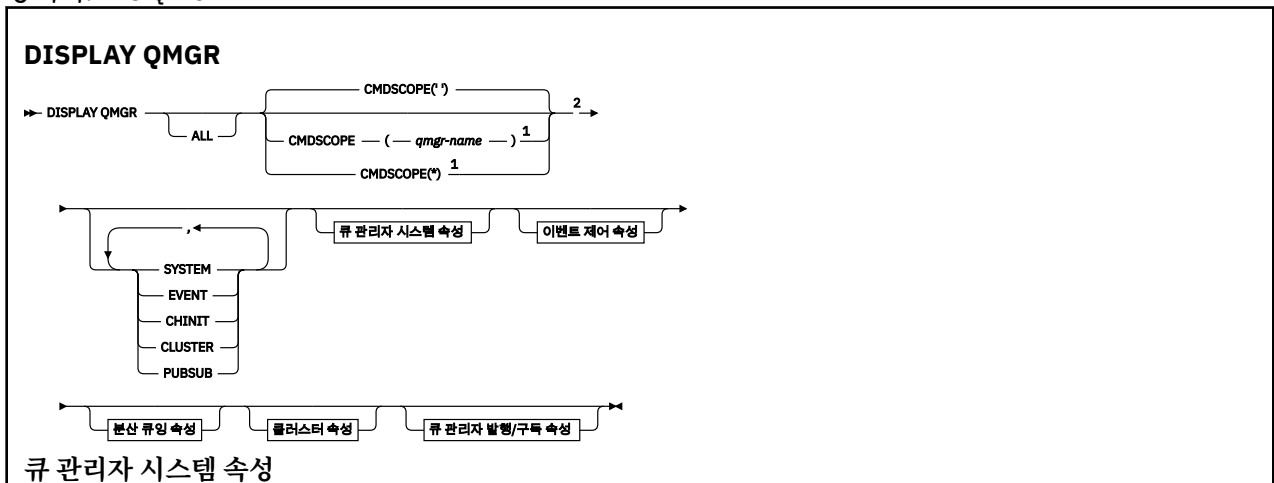 DISPLAY QMGR
CMDSCOPE(' ')
DISPLAY QMGR
ALL
CMDSCOPE ( qmgr-name ) 1
2
CMDSCOPE(*) 1
,
SYSTEM
EVENT
CHINIT
CLUSTER
PUBSUB
큐 관리자 시스템 속성
이벤트 제어 속성
분산 큐잉 속성
클러스터 속성
큐 관리자 발행/구독 속성
큐 관리자 시스템 속성